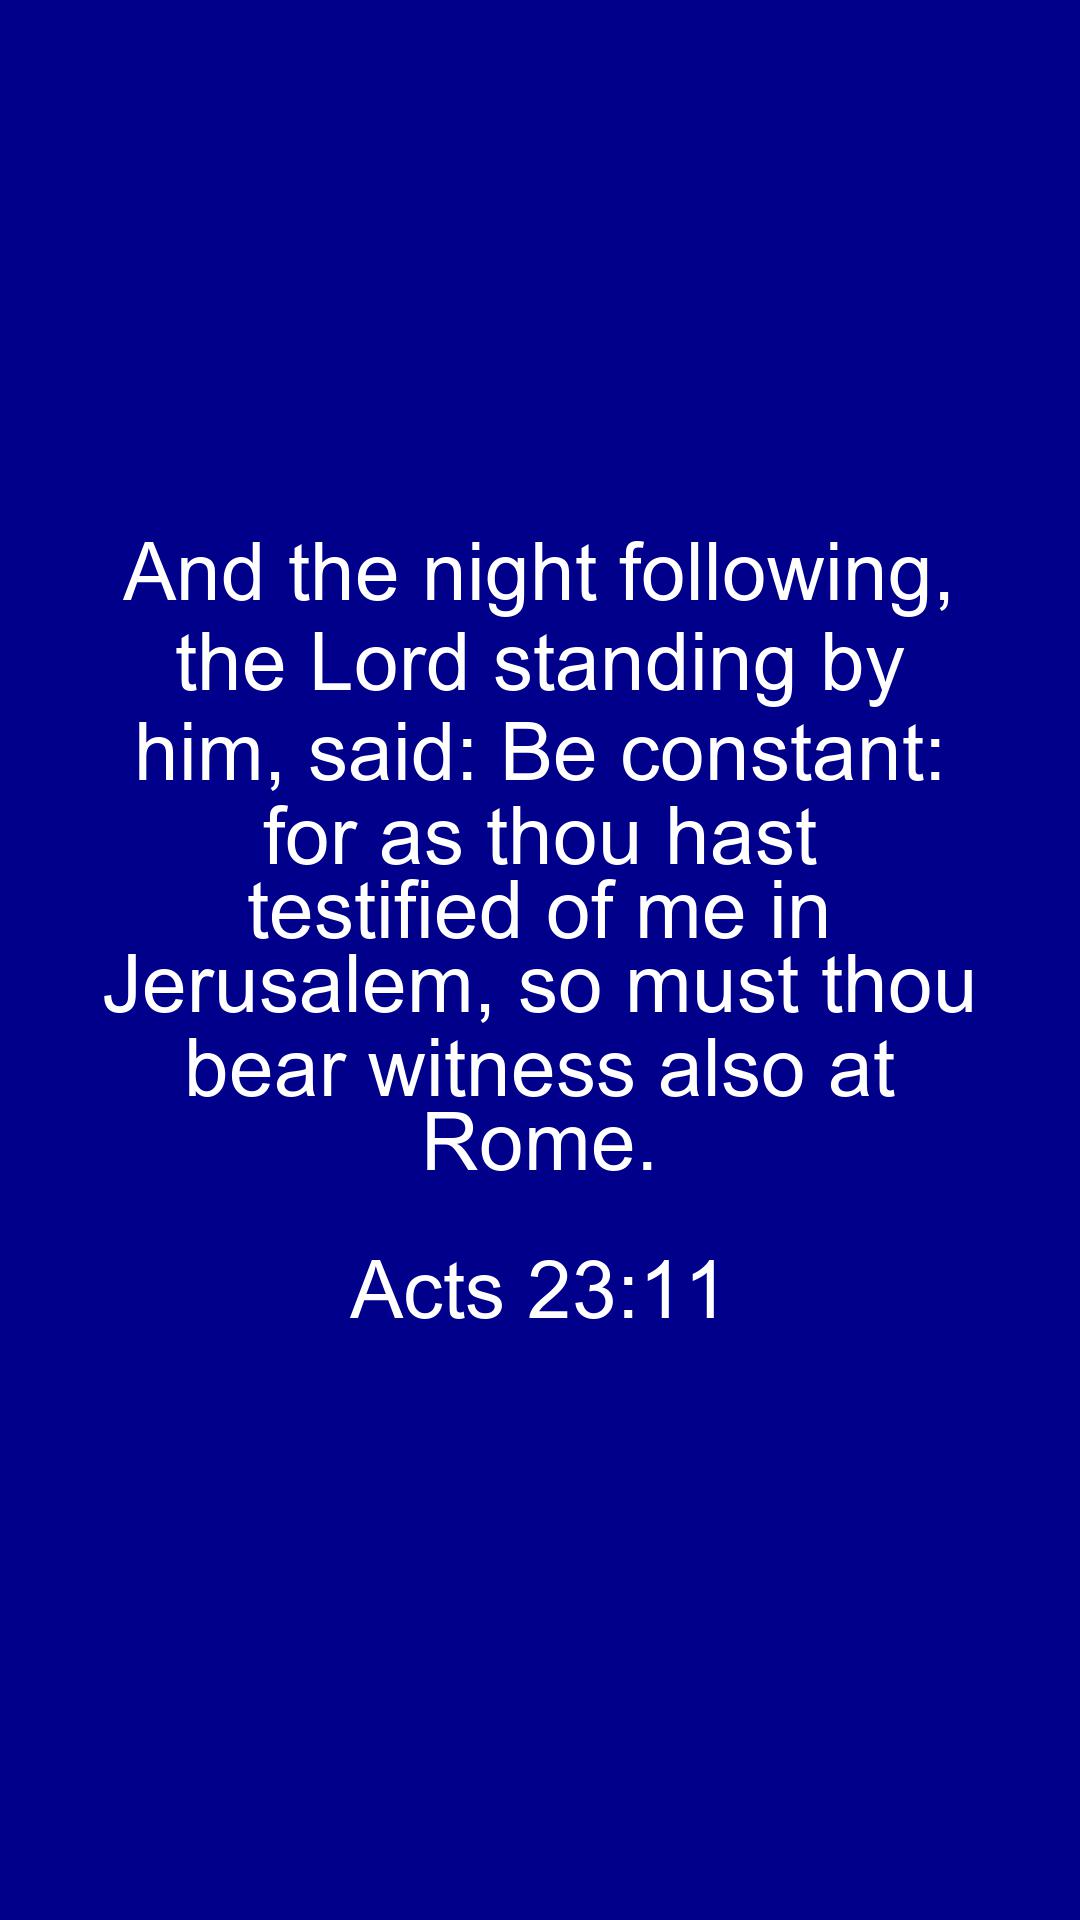 And the night following,
the Lord standing by
him, said: Be constant:
for as thou hast
testified of me in
Jerusalem, so must thou
bear witness also at
Rome.
Acts 23:11